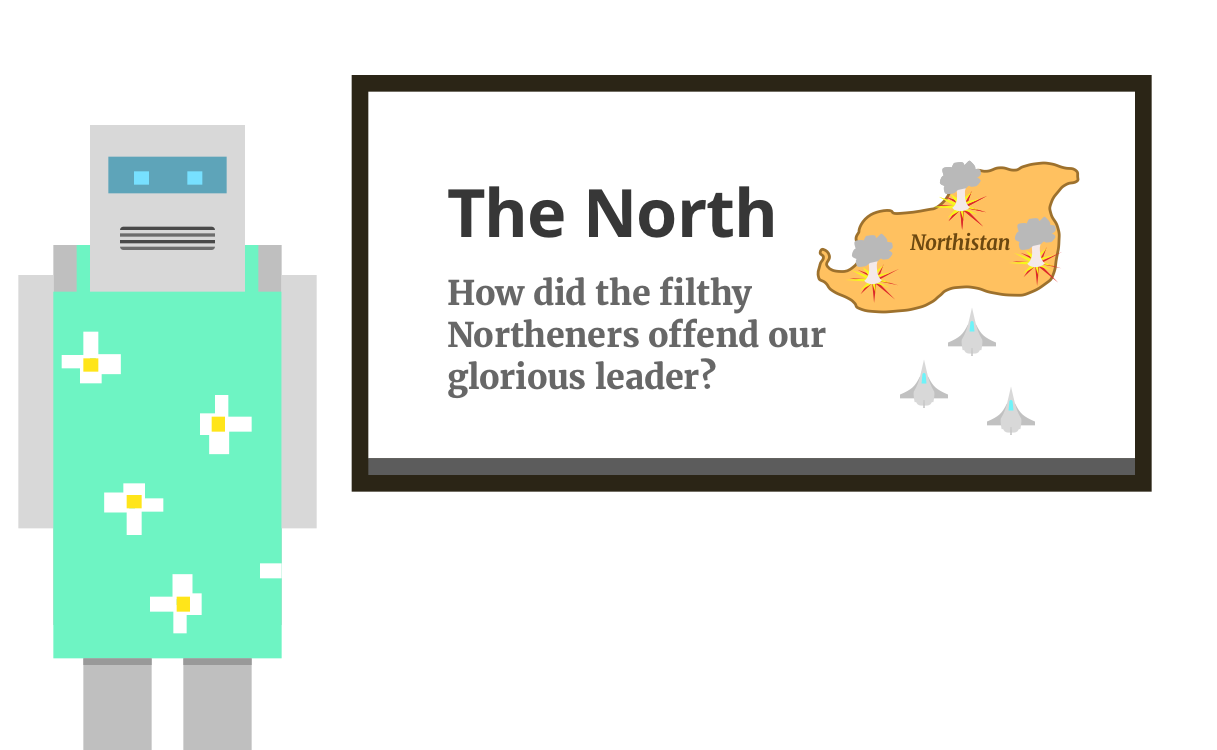 The North
How did the filthy
Northeners offend our
glorious leader?
Northistan